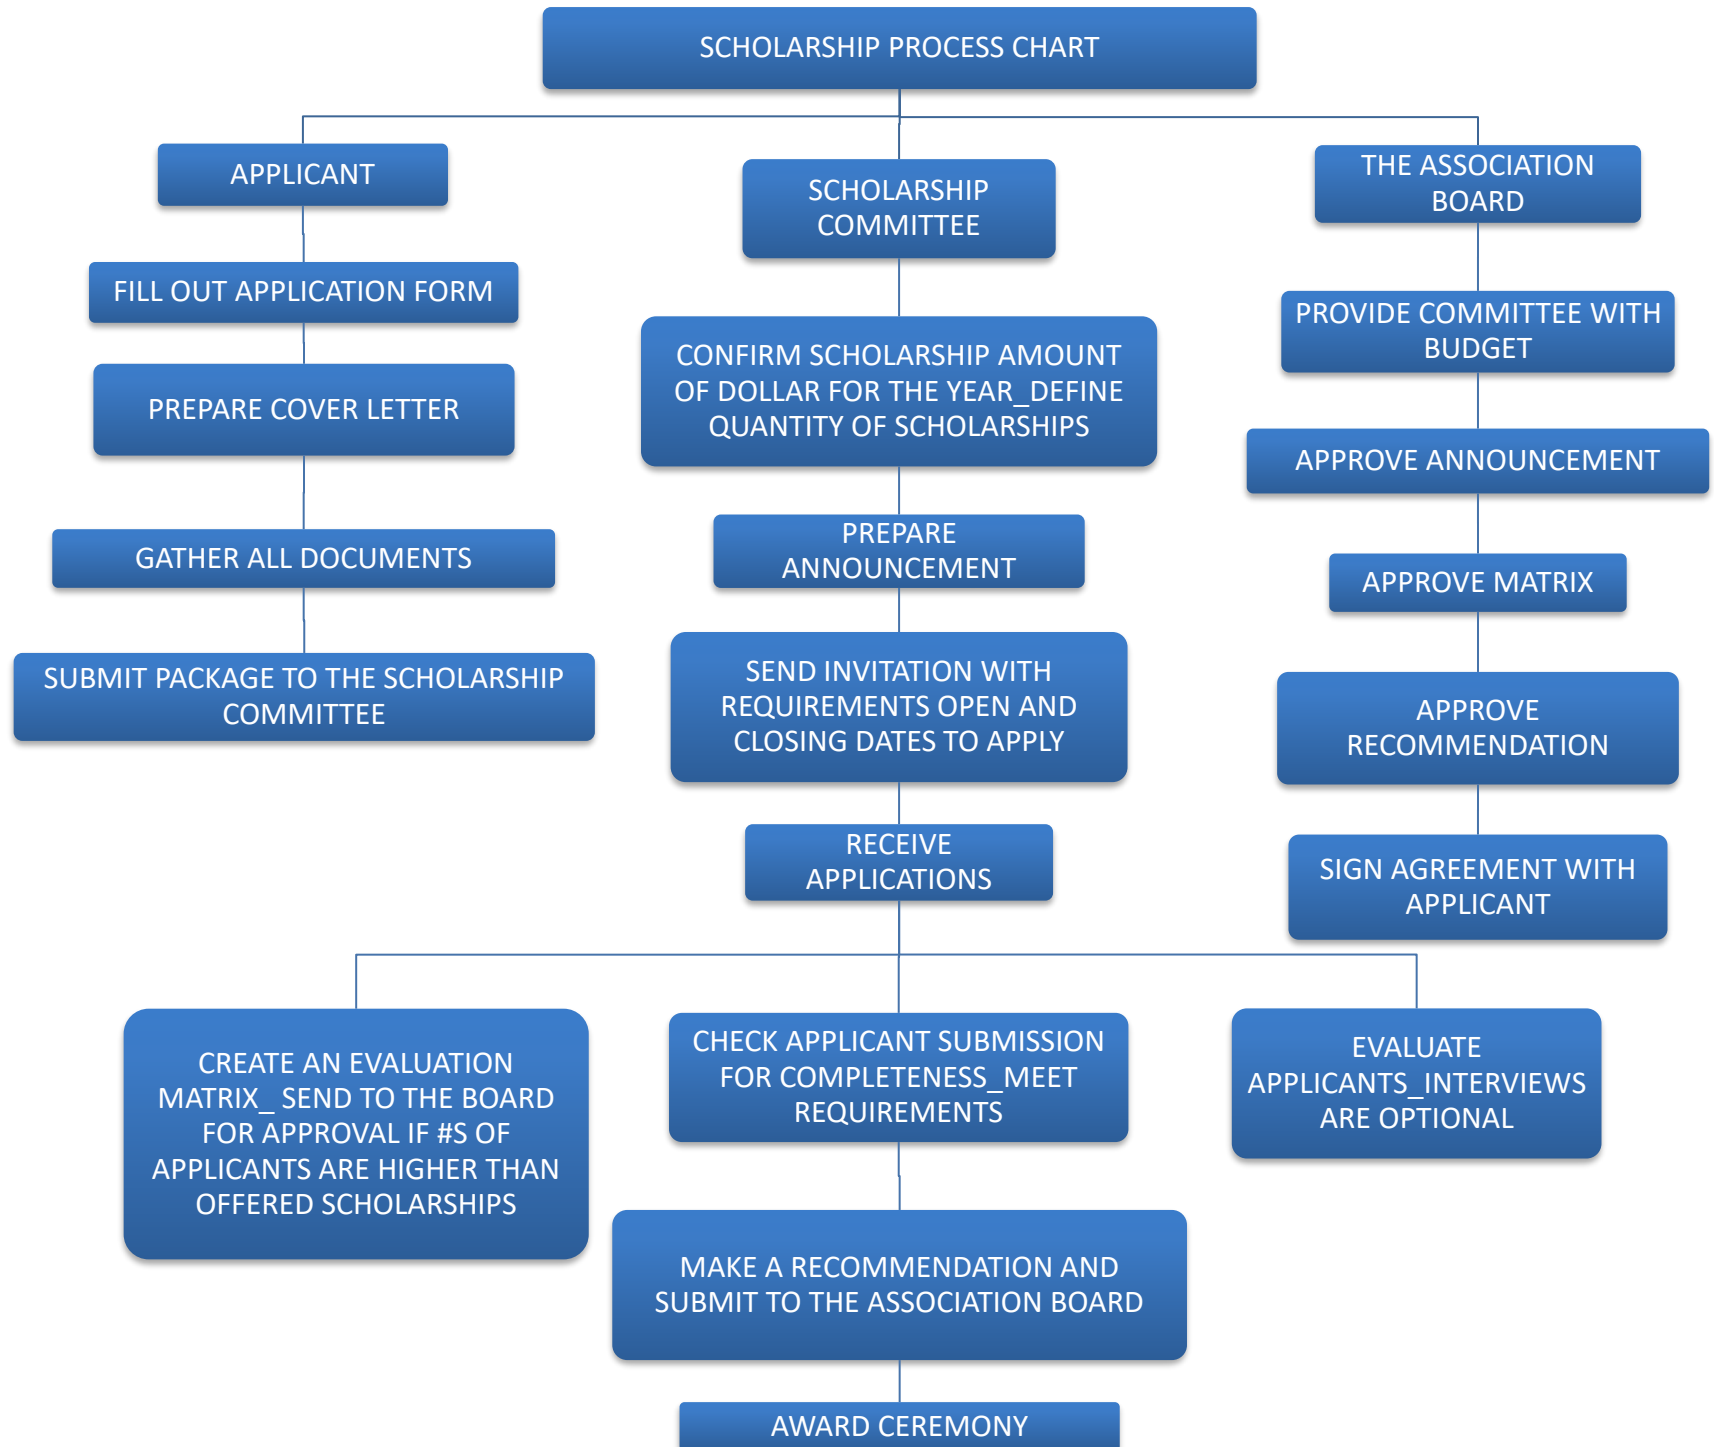 SCHOLARSHIP PROCESS CHART
APPLICANT
FILL OUT APPLICATION FORM
PREPARE COVER LETTER
GATHER ALL DOCUMENTS
SUBMIT PACKAGE TO THE SCHOLARSHIP
COMMITTEE
SCHOLARSHIP
COMMITTEE
CONFIRM SCHOLARSHIP AMOUNT
OF DOLLAR FOR THE YEAR_DEFINE
QUANTITY OF SCHOLARSHIPS
PREPARE
ANNOUNCEMENT
SEND INVITATION WITH
REQUIREMENTS OPEN AND
CLOSING DATES TO APPLY
RECEIVE
APPLICATIONS
CREATE AN EVALUATION
MATRIX_ SEND TO THE BOARD
FOR APPROVAL IF #S OF
APPLICANTS ARE HIGHER THAN
OFFERED SCHOLARSHIPS
CHECK APPLICANT SUBMISSION
FOR COMPLETENESS_MEET
REQUIREMENTS
EVALUATE
APPLICANTS_INTERVIEWS
ARE OPTIONAL
MAKE A RECOMMENDATION AND
SUBMIT TO THE ASSOCIATION BOARD
AWARD CEREMONY
THE ASSOCIATION
BOARD
PROVIDE COMMITTEE WITH
BUDGET
APPROVE ANNOUNCEMENT
APPROVE MATRIX
APPROVE
RECOMMENDATION
SIGN AGREEMENT WITH
APPLICANT